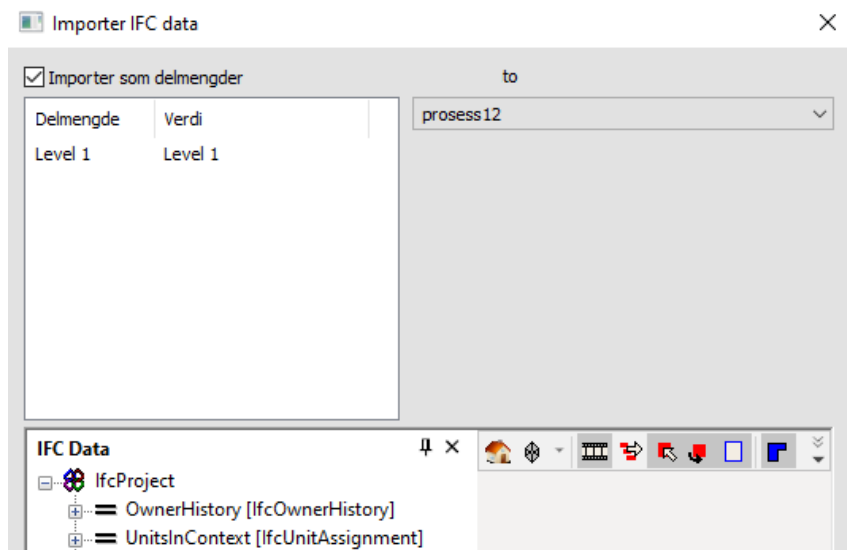 Importer IFC data
Importer som delmengder
to
Delmengde Verdi
prosess12
Level 1 Level 1
IFC Data
IfcProject
OwnerHistory [IfcOwnerHistory]
UnitsInContext [IfcUnitAssignment]